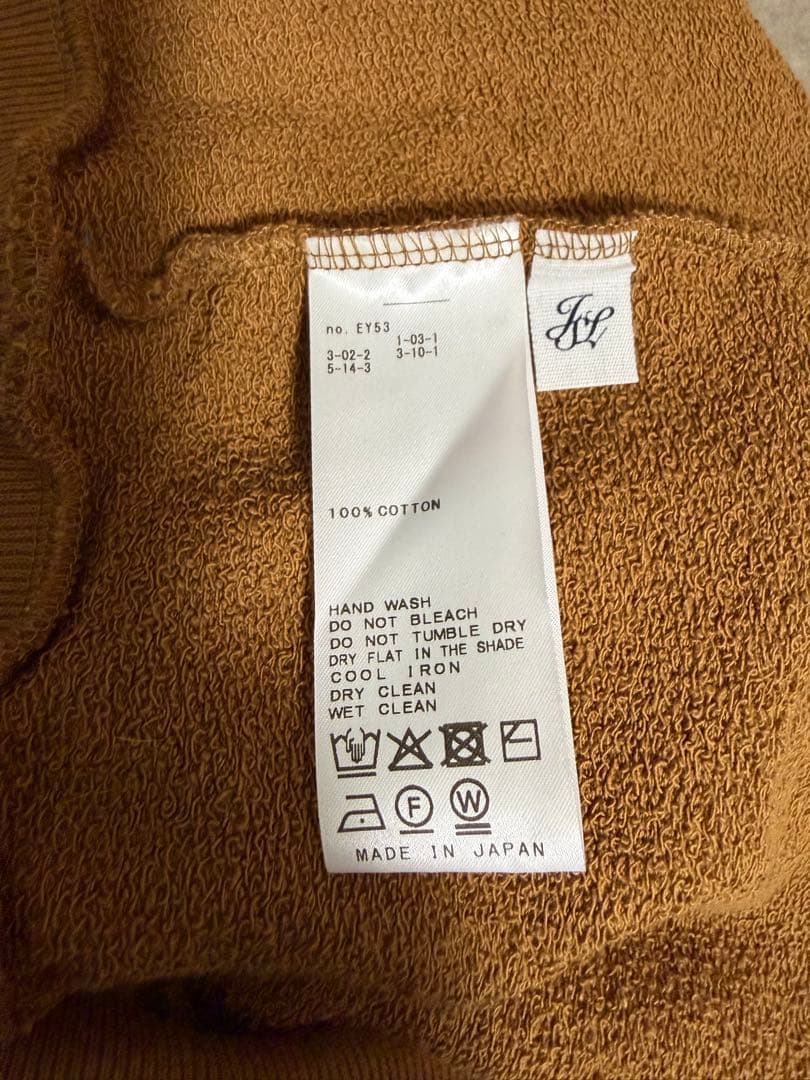 no. EY53
1-03-1
3-02-2 3-10-1
5-14-3
100% COTTON
HAND WASH
DO NOT BLEACH
DO NOT TUMBLE DRY
DRY FLAT IN THE SHADE
COOL IRON
DRY CLEAN
WET CLEAN
F W
MADE IN JAPAN